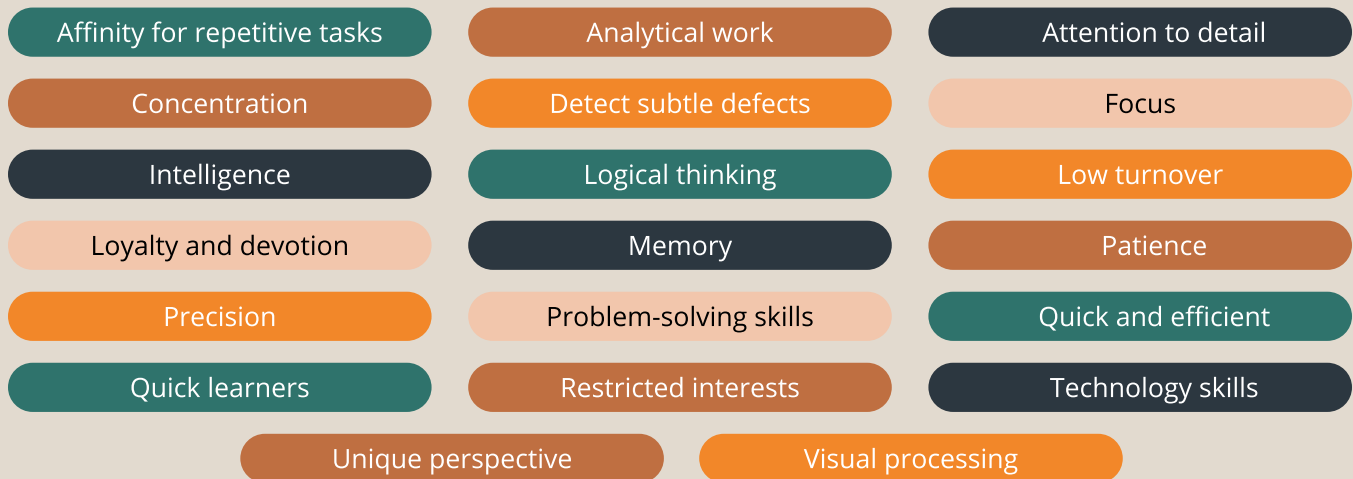 Affinity for repetitive tasks
Analytical work
Attention to detail
Concentration
Detect subtle defects
Focus
Intelligence
Logical thinking
Low turnover
Loyalty and devotion
Memory
Patience
Precision
Problem-solving skills
Quick and efficient
Quick learners
Restricted interests
Technology skills
Unique perspective
Visual processing